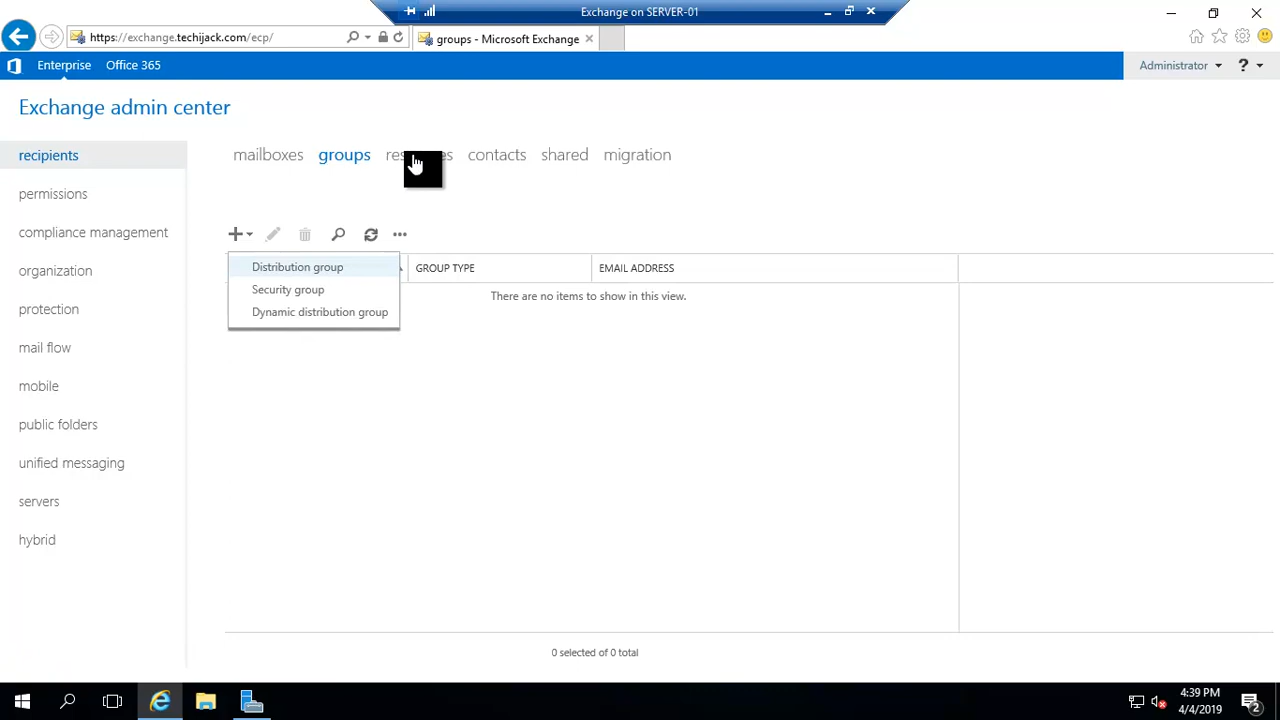 Exchange on SERVER-01
https://exchange.techijack.com/ecp/
groups - Microsoft Exchange
Enterprise
Office 365
Administrator
?
Exchange admin center
recipients
permissions
compliance management
organization
protection
mail flow
mobile
public folders
unified messaging
servers
hybrid
mailboxes groups contacts shared migration
Distribution group
Security group
Dynamic distribution group
GROUP TYPE
EMAIL ADDRESS
There are no items to show in this view.
0 selected of 0 total
4:39 PM
4/4/2019
2